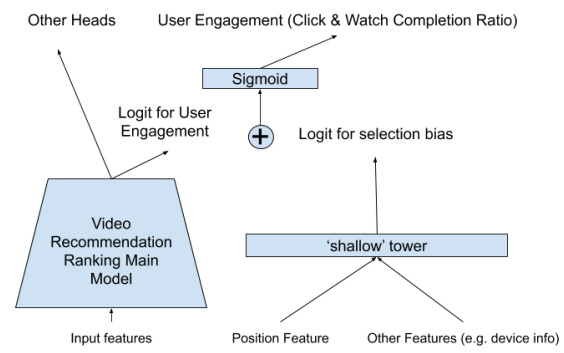 Other Heads
User Engagement (Click & Watch Completion Ratio)
Sigmoid
Logit for User
Engagement
+
Logit for selection bias
Video
Recommendation
Ranking Main
Model
'shallow' tower
Input features
Position Feature
Other Features (e.g. device info)